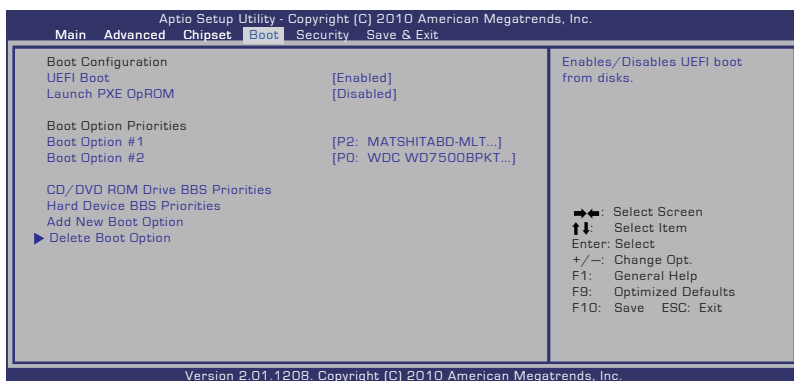 Aptio Setup Utility - Copyright (C) 2010 American Megatrends, Inc.
Main Advanced Chipset Boot Security Save & Exit
Boot Configuration
UEFI Boot [Enabled]
Launch PXE OpROM [Disabled]
Boot Option Priorities
Boot Option #1 [P2: MATSHITABD-MLT...]
Boot Option #2 [P0: WDC WD7500BPKT...]
CD/DVD ROM Drive BBS Priorities
Hard Device BBS Priorities
Add New Boot Option
Delete Boot Option
Enables/Disables UEFI boot
from disks.
→←: Select Screen
↑↓: Select Item
Enter: Select
+/—: Change Opt.
F1: General Help
F9: Optimized Defaults
F10: Save ESC: Exit
Version 2.01.1208. Copyright (C) 2010 American Megatrends, Inc.